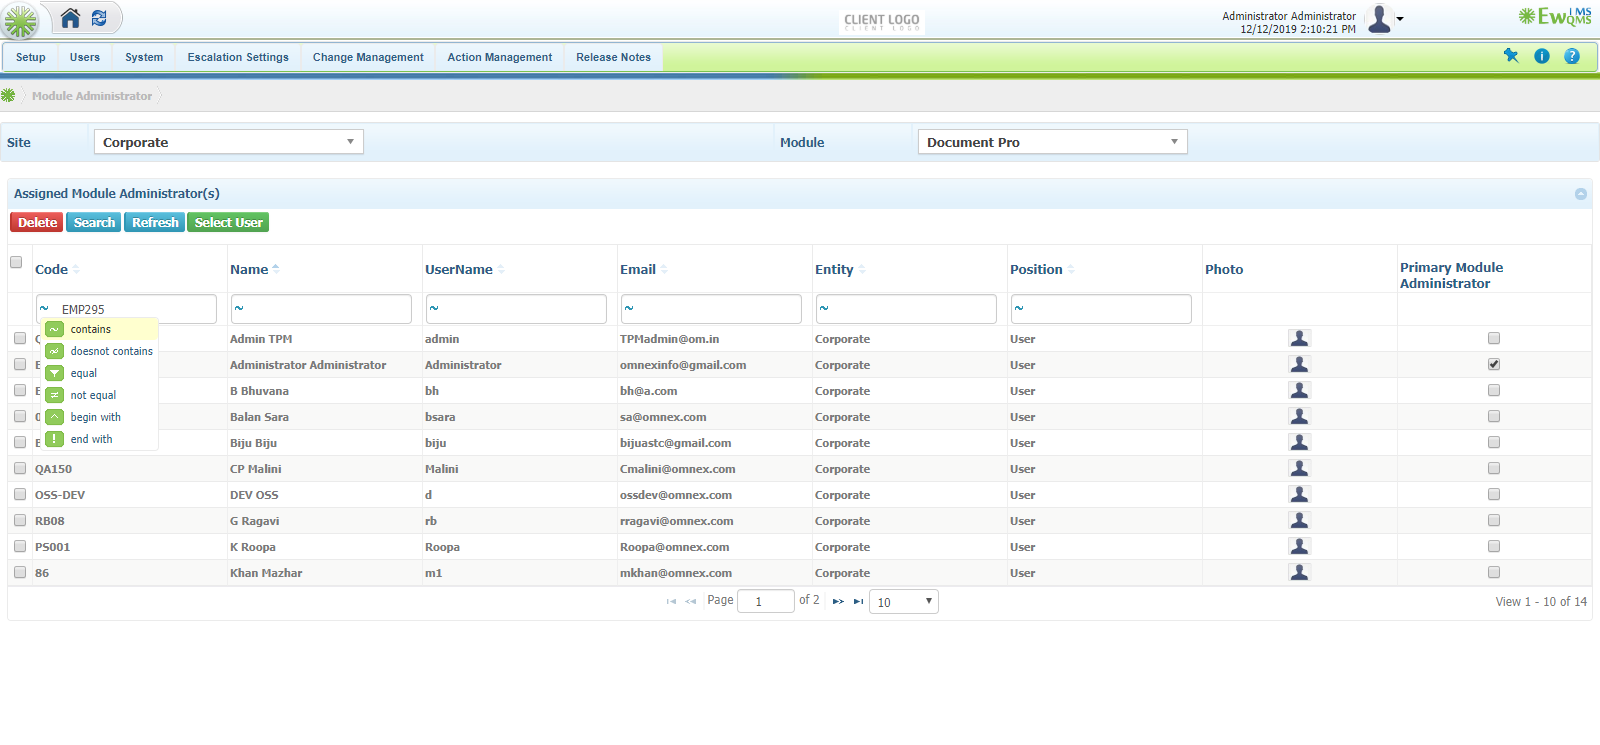 CLIENT LOGO
CLIENT LOGO
Administrator Administrator
12/12/2019 2:10:21 PM
EwQMS IMS
Setup Users System Escalation Settings Change Management Action Management Release Notes
Module Administrator
Site Corporate Module Document Pro
Assigned Module Administrator(s)
Delete Search Refresh Select User
Code Name UserName Email Entity Position Photo Primary Module Administrator
~ EMP295 ~ ~ ~ ~ ~
contains
doesnot contains
equal
not equal
begin with
end with
Admin TPM admin TPMadmin@om.in Corporate User
Administrator Administrator Administrator omnexinfo@gmail.com Corporate User
B Bhuvana bh bh@a.com Corporate User
Balan Sara bsara sa@omnex.com Corporate User
Biju Biju biju bijuastc@gmail.com Corporate User
QA150 CP Malini Malini Cmalini@omnex.com Corporate User
OSS-DEV DEV OSS d ossdev@omnex.com Corporate User
RB08 G Ragavi rb rragavi@omnex.com Corporate User
PS001 K Roopa Roopa Roopa@omnex.com Corporate User
86 Khan Mazhar m1 mkhan@omnex.com Corporate User
Page 1 of 2 10 View 1 - 10 of 14